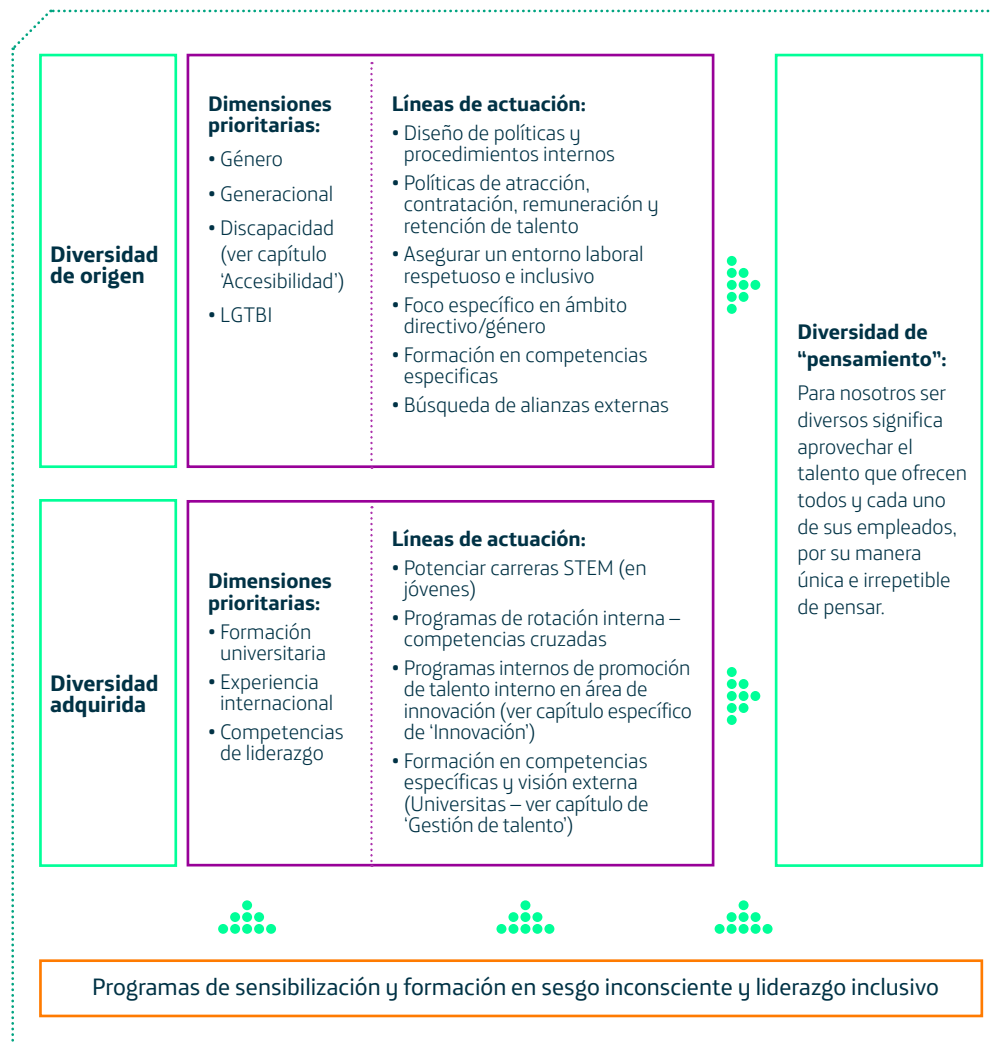 Diversidad
de origen
Dimensiones
prioritarias:
• Género
• Generacional
• Discapacidad
(ver capítulo
‘Accesibilidad’)
• LGTBI
Líneas de actuación:
• Diseño de políticas y
procedimientos internos
• Políticas de atracción,
contratación, remuneración y
retención de talento
• Asegurar un entorno laboral
respetuoso e inclusivo
• Foco específico en ámbito
directivo/género
• Formación en competencias
especificas
• Búsqueda de alianzas externas
Diversidad
adquirida
Dimensiones
prioritarias:
• Formación
universitaria
• Experiencia
internacional
• Competencias
de liderazgo
Líneas de actuación:
• Potenciar carreras STEM (en
jóvenes)
• Programas de rotación interna –
competencias cruzadas
• Programas internos de promoción
de talento interno en área de
innovación (ver capítulo específico
de ‘Innovación’)
• Formación en competencias
específicas y visión externa
(Universitas – ver capítulo de
‘Gestión de talento’)
Diversidad de
“pensamiento”:
Para nosotros ser
diversos significa
aprovechar el
talento que ofrecen
todos y cada uno
de sus empleados,
por su manera
única e irrepetible
de pensar.
Programas de sensibilización y formación en sesgo inconsciente y liderazgo inclusivo